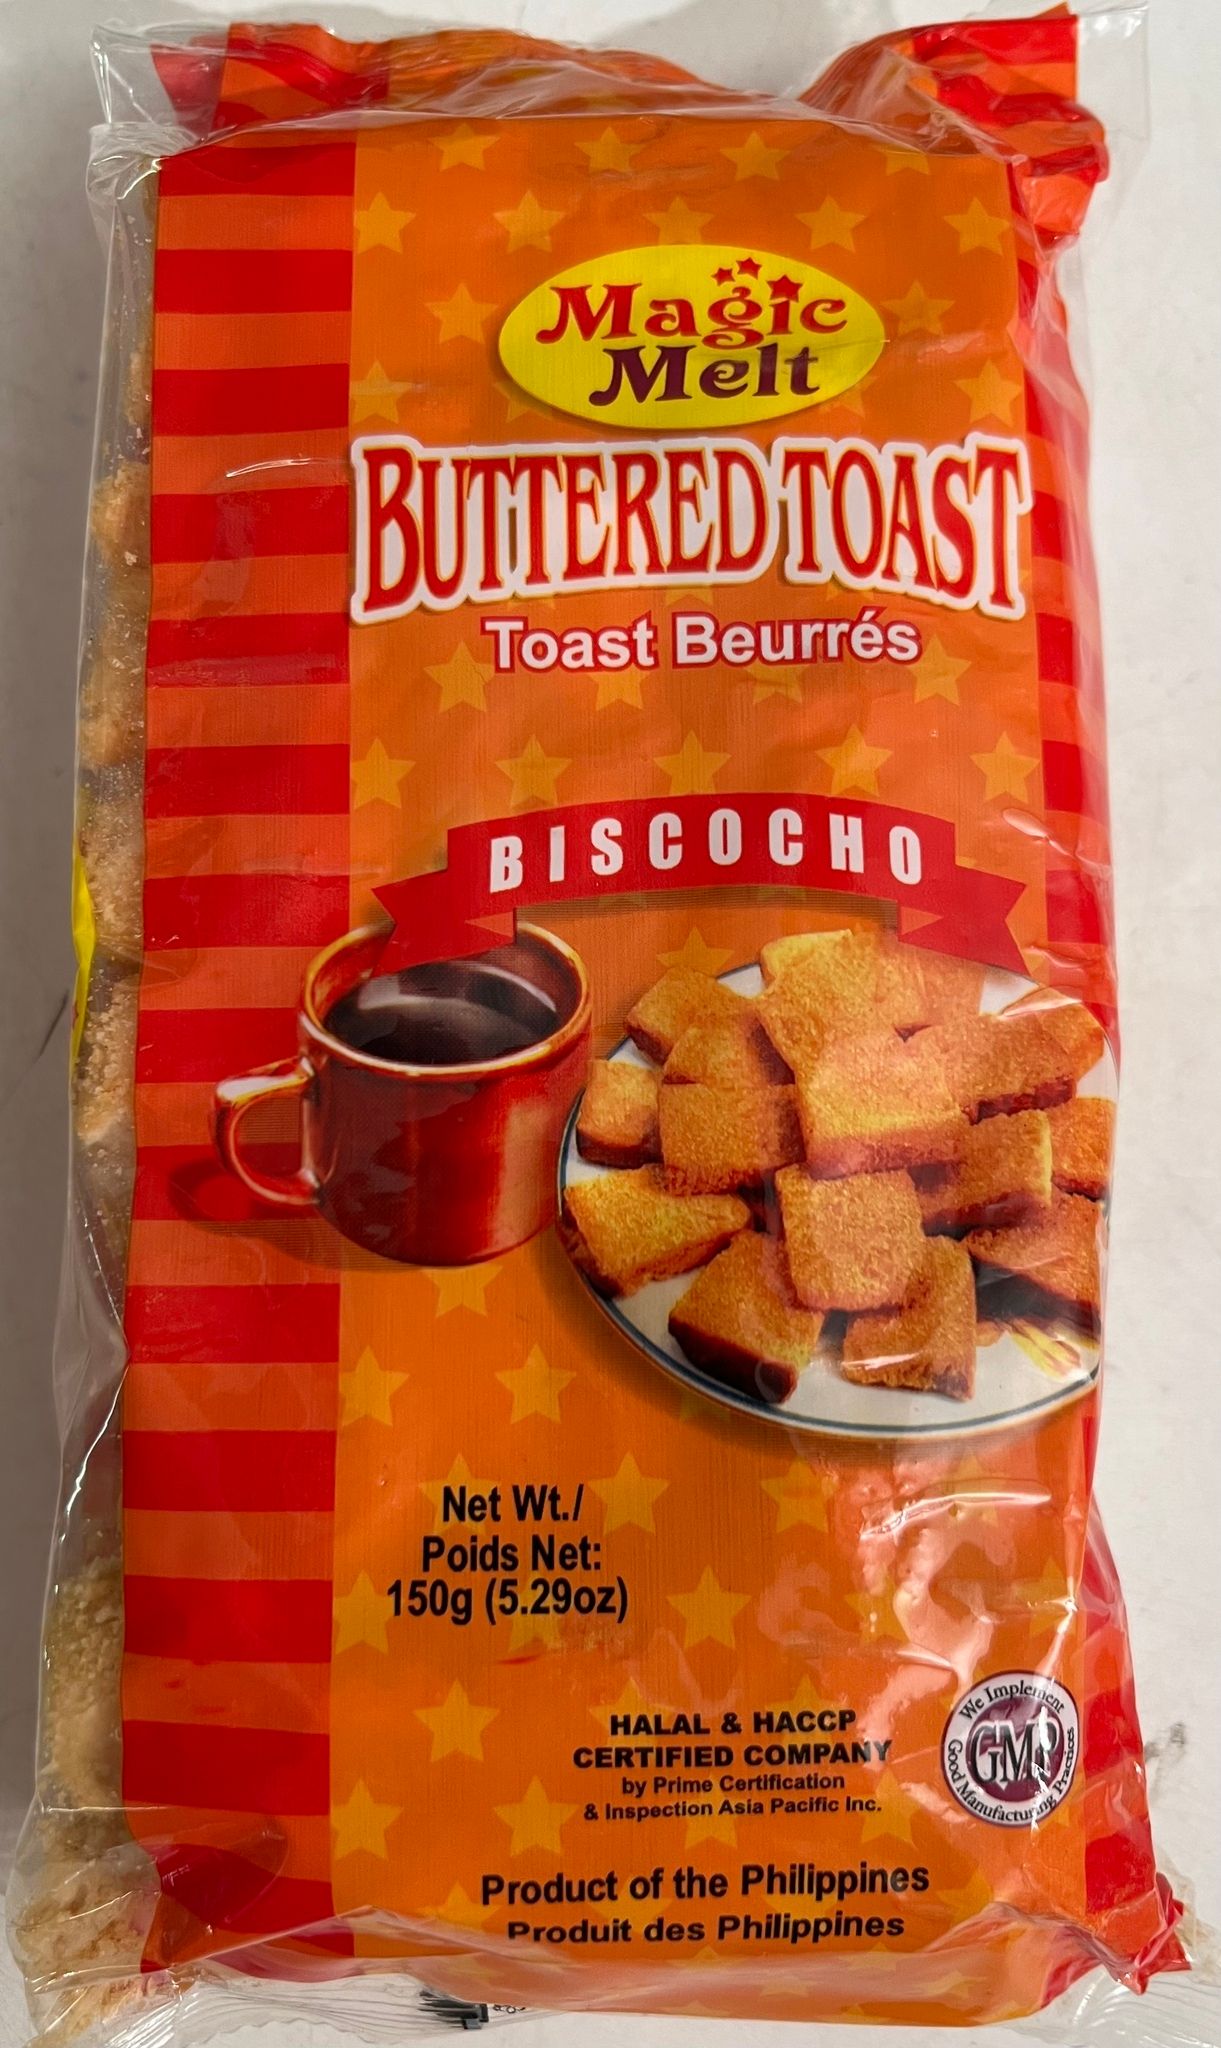 Magic
Melt
BUTTERED TOAST
Toast Beurrés
BISCOCHO
Net Wt./
Poids Net:
150g (5.29oz)
HALAL & HACCP
CERTIFIED COMPANY
by Prime Certification
& Inspection Asia Pacific Inc.
We Implement
GMP
Good Manufacturing Practices
Product of the Philippines
Produit des Philippines